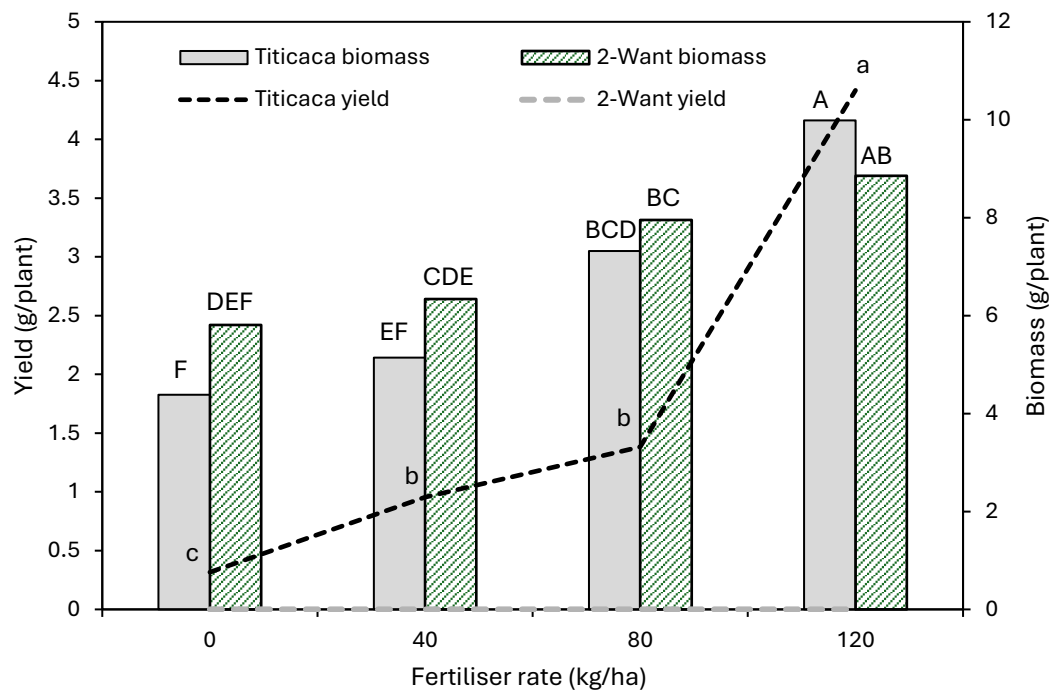 Titicaca biomass
2-Want biomass
Titicaca yield
2-Want yield
Yield (g/plant)
5
4.5
4
3.5
3
2.5
2
1.5
1
0.5
0
F
DEF
EF
CDE
BCD
BC
A
AB
c
b
b
a
12
10
8
6
4
2
0
Biomass (g/plant)
0 40 80 120
Fertiliser rate (kg/ha)